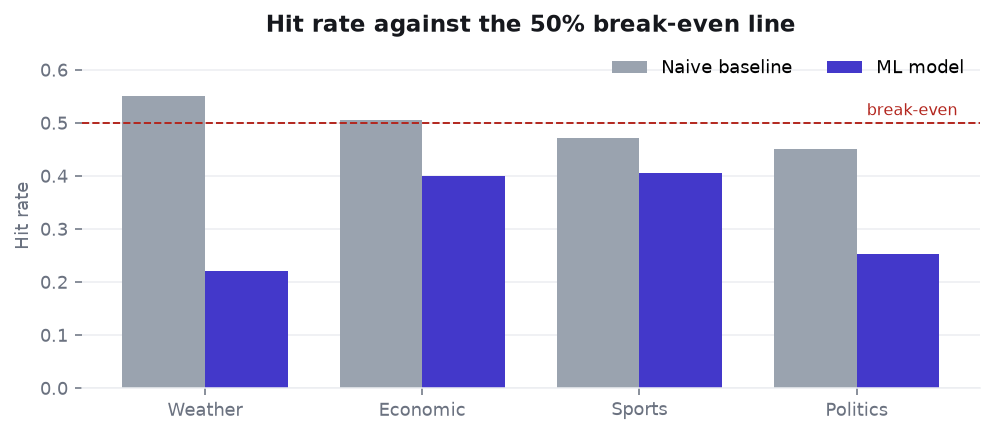 Hit rate against the 50% break-even line
Naive baseline
ML model
break-even
Hit rate
0.6
0.5
0.4
0.3
0.2
0.1
0.0
Weather
Economic
Sports
Politics